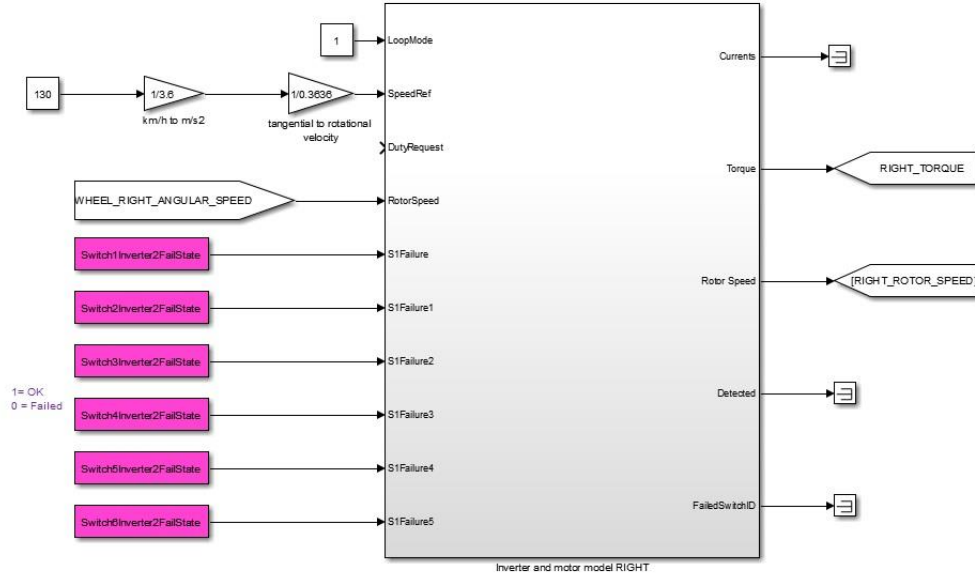 1
LoopMode
Currents
130
1/3.6
1/0.3636
SpeedRef
km/h to m/s2
tangential to rotational
velocity
DutyRequest
Torque
RIGHT_TORQUE
WHEEL_RIGHT_ANGULAR_SPEED
RotorSpeed
Switch1Inverter2FailState
S1Failure
Rotor Speed
[RIGHT_ROTOR_SPEED]
Switch2Inverter2FailState
S1Failure1
Switch3Inverter2FailState
S1Failure2
1= OK
0 = Failed
Detected
Switch4Inverter2FailState
S1Failure3
Switch5Inverter2FailState
S1Failure4
FailedSwitchID
Switch6Inverter2FailState
S1Failure5
Inverter and motor model RIGHT